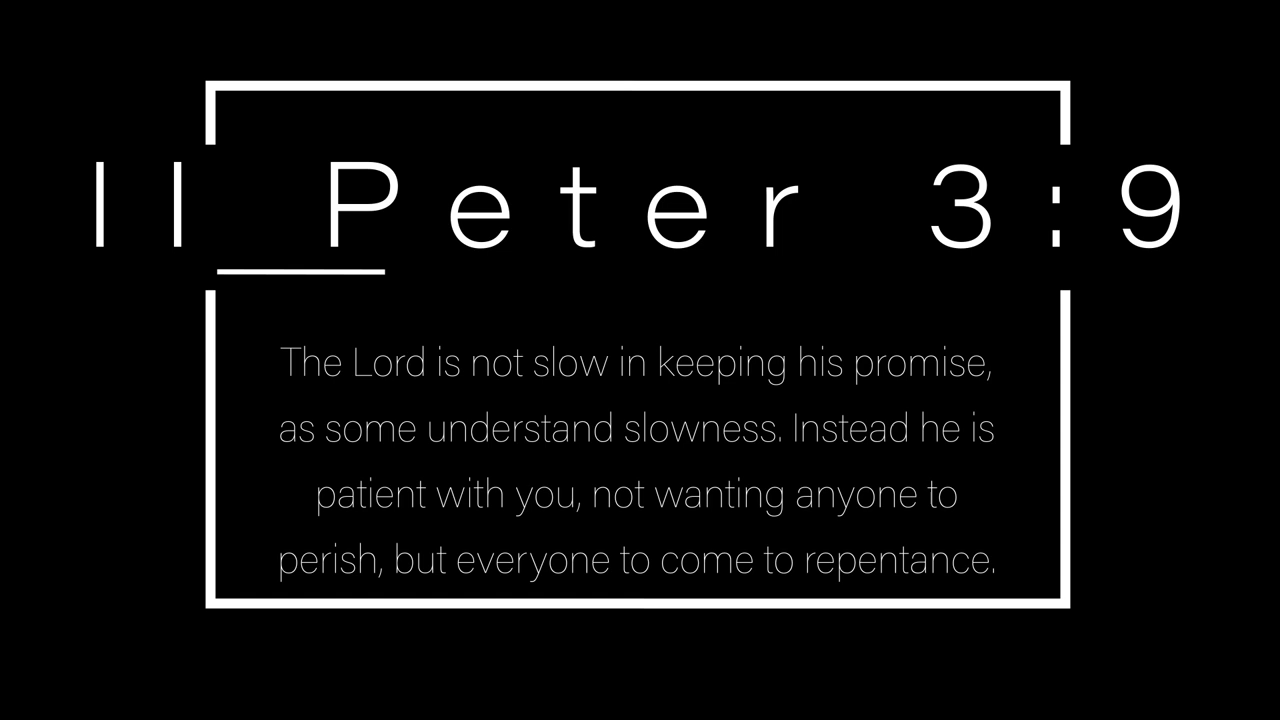 II Peter 3:9
The Lord is not slow in keeping his promise,
as some understand slowness. Instead he is
patient with you, not wanting anyone to
perish, but everyone to come to repentance.